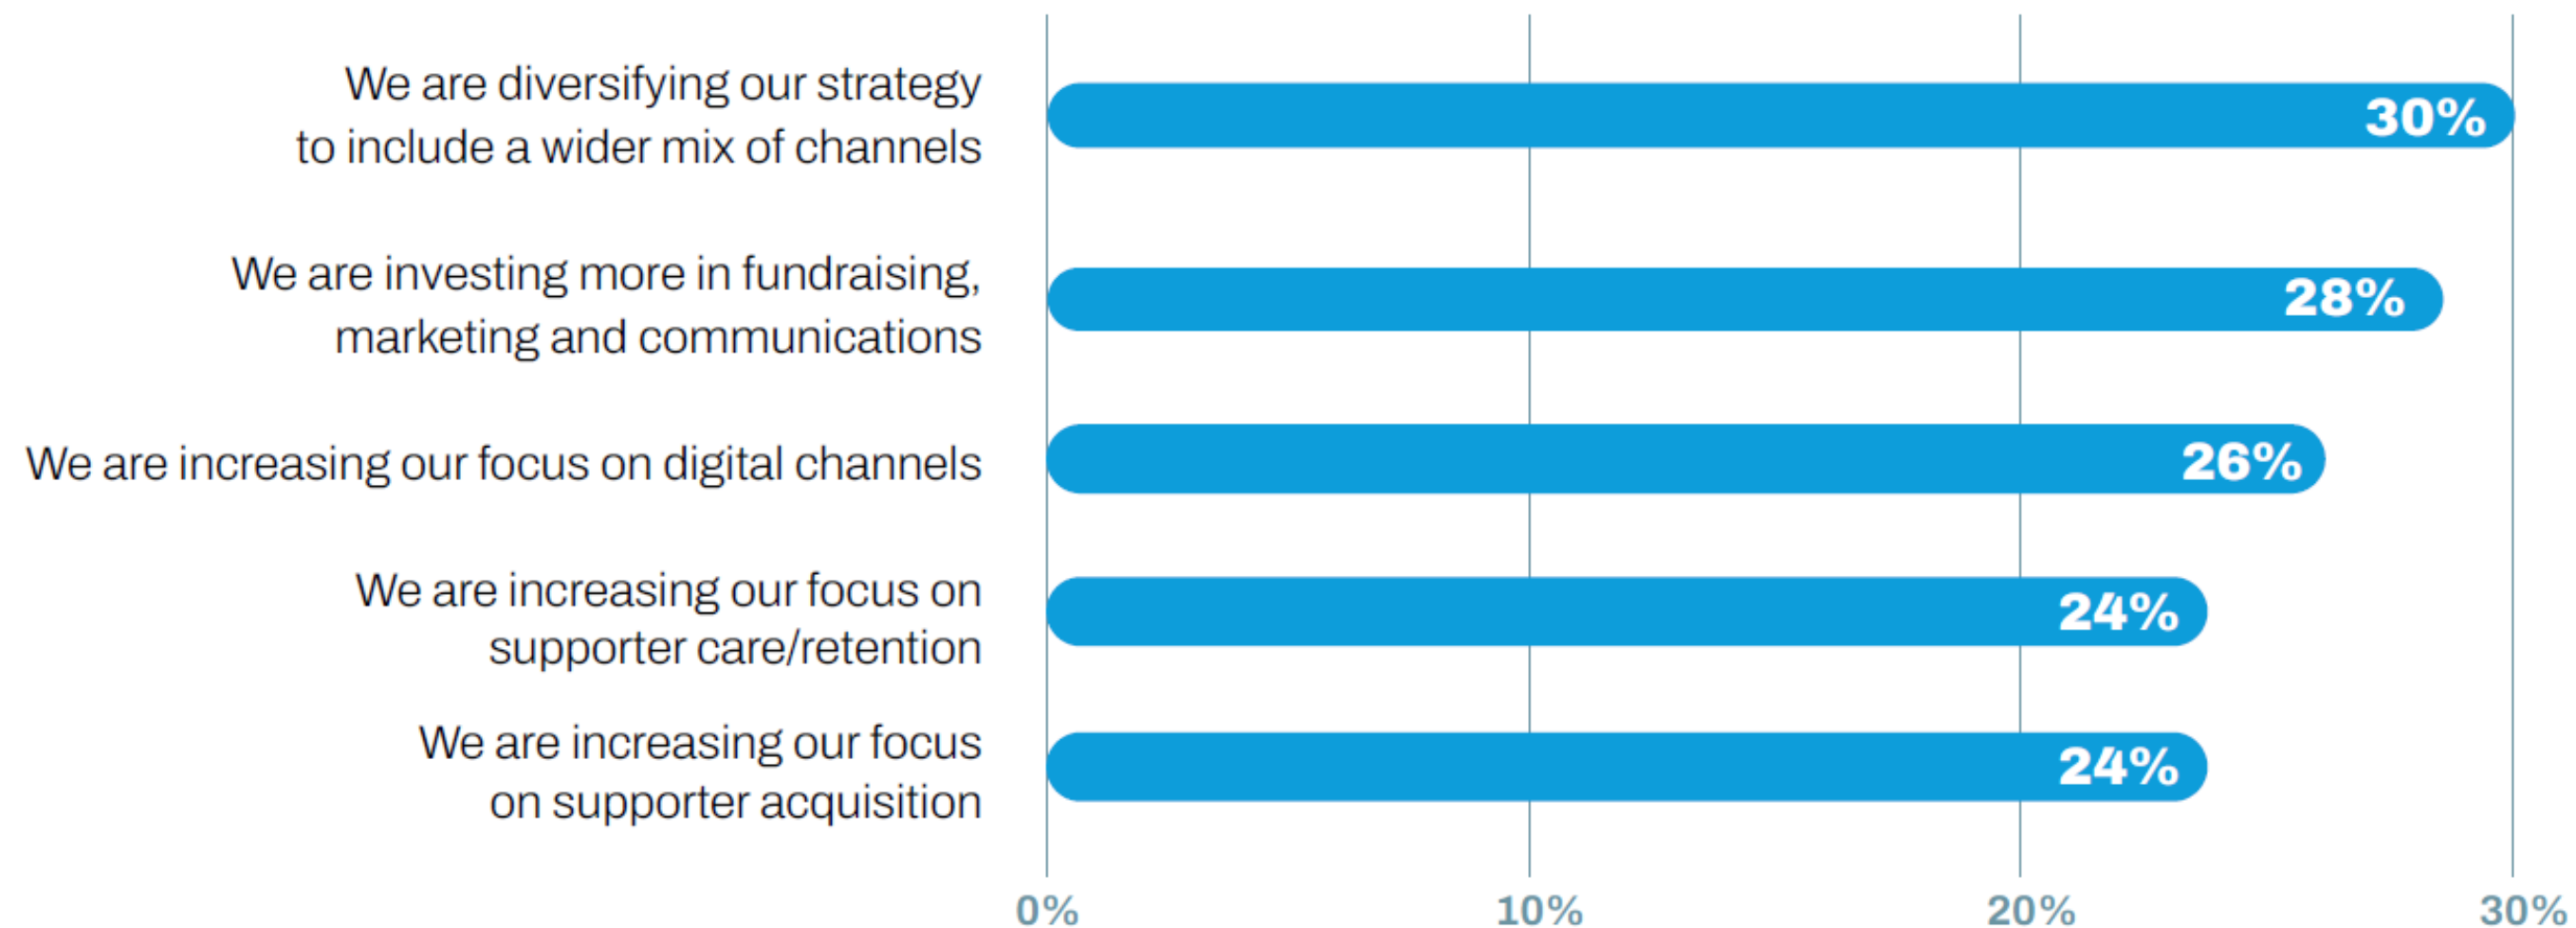 We are diversifying our strategy
to include a wider mix of channels
30%
We are investing more in fundraising,
marketing and communications
28%
We are increasing our focus on digital channels
26%
We are increasing our focus on
supporter care/retention
24%
We are increasing our focus
on supporter acquisition
24%
0% 10% 20% 30%